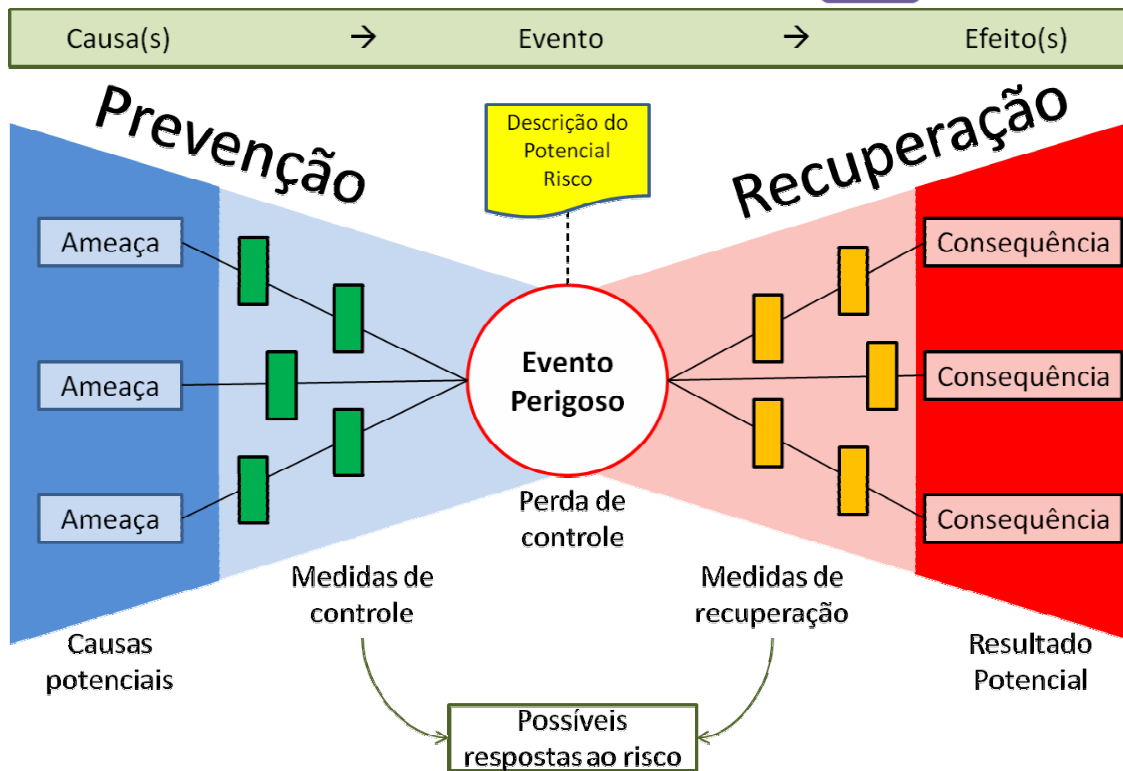 Causa(s) → Evento → Efeito(s)
Prevenção
Descrição do
Potencial
Risco
Recuperação
Ameaça
Consequência
Ameaça
Evento
Perigoso
Consequência
Ameaça
Perda de
controle
Consequência
Medidas de
controle
Medidas de
recuperação
Causas
potenciais
Resultado
Potencial
Possíveis
respostas ao risco